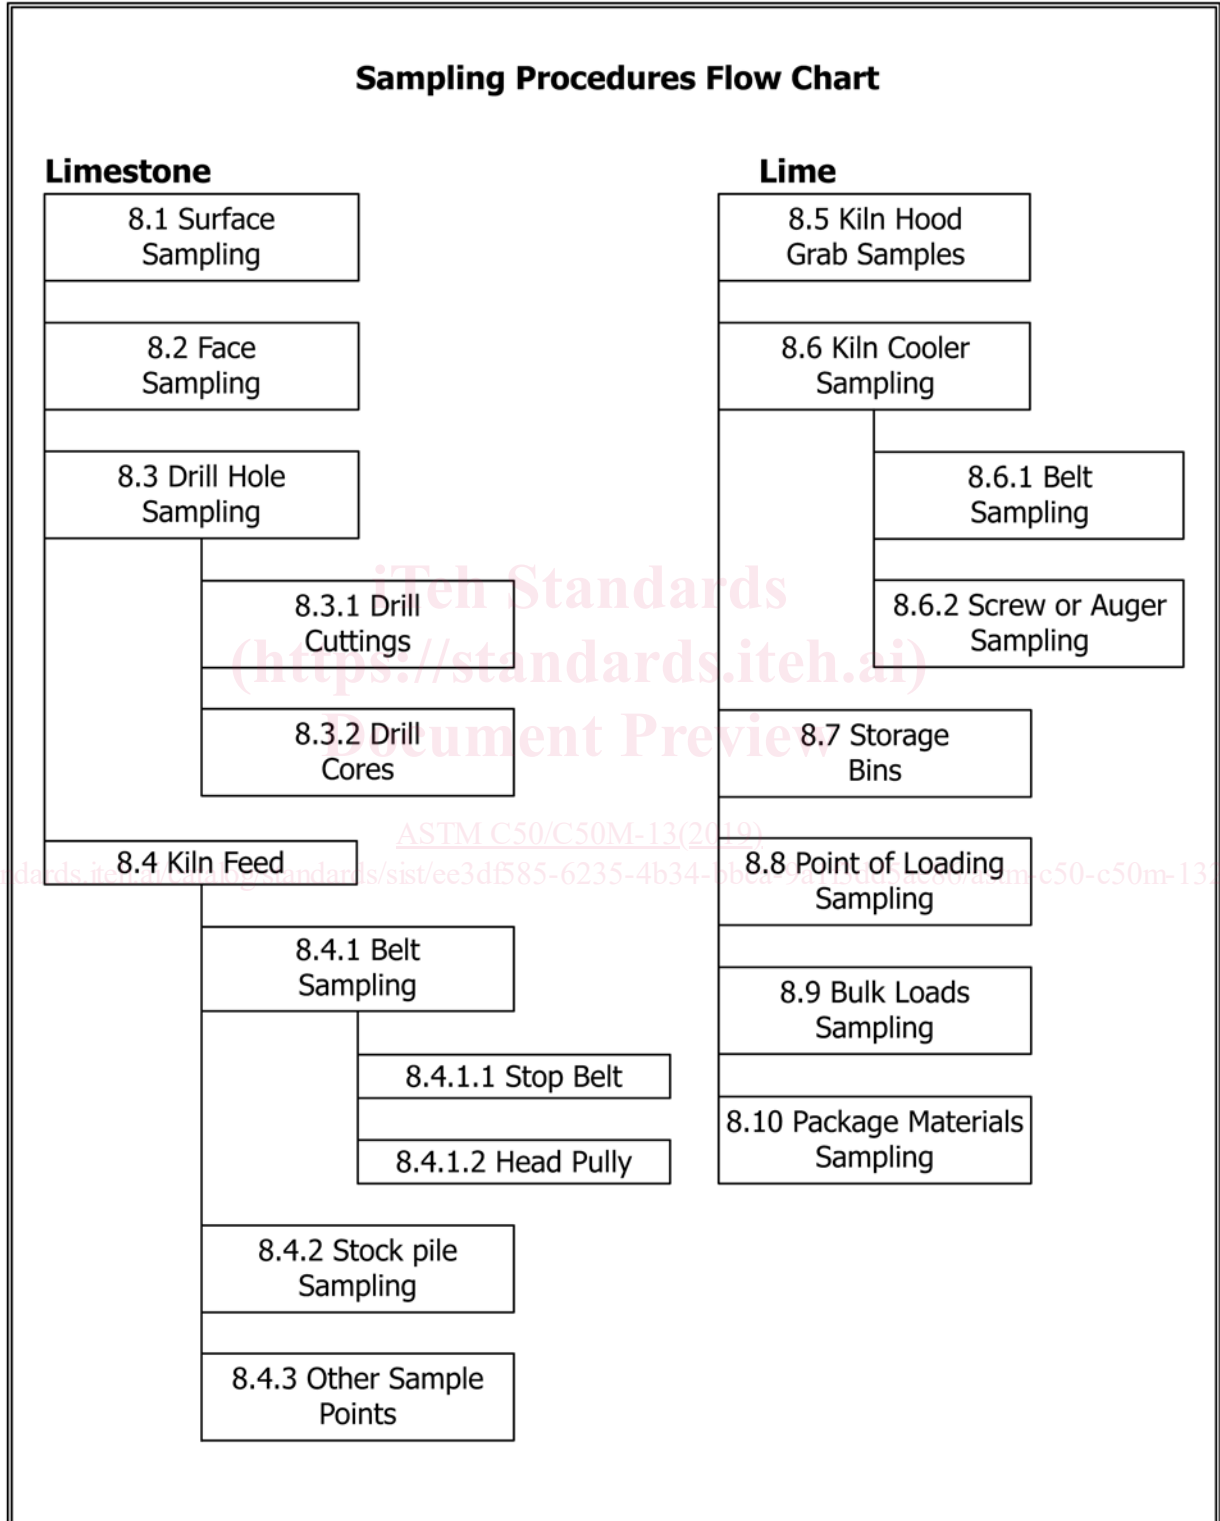 Sampling Procedures Flow Chart
Limestone
8.1 Surface
Sampling
8.2 Face
Sampling
8.3 Drill Hole
Sampling
8.3.1 Drill
Cuttings
8.3.2 Drill
Cores
8.4 Kiln Feed
8.4.1 Belt
Sampling
8.4.1.1 Stop Belt
8.4.1.2 Head Pully
8.4.2 Stock pile
Sampling
8.4.3 Other Sample
Points
Lime
8.5 Kiln Hood
Grab Samples
8.6 Kiln Cooler
Sampling
8.6.1 Belt
Sampling
8.6.2 Screw or Auger
Sampling
8.7 Storage
Bins
8.8 Point of Loading
Sampling
8.9 Bulk Loads
Sampling
8.10 Package Materials
Sampling
iTeh Standards
(https://standards.iteh.ai)
Document Preview
ASTM C50/C50M-13(2019)